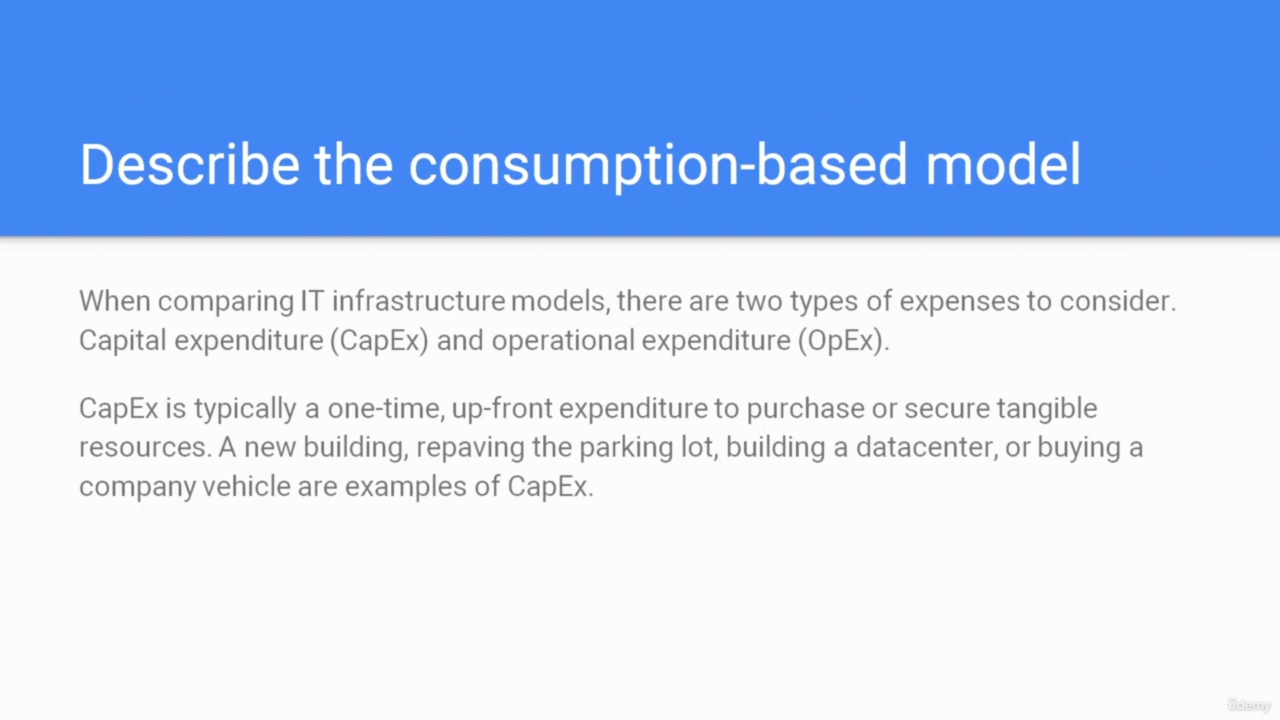 Describe the consumption-based model
When comparing IT infrastructure models, there are two types of expenses to consider.
Capital expenditure (CapEx) and operational expenditure (OpEx).
CapEx is typically a one-time, up-front expenditure to purchase or secure tangible
resources. A new building, repaving the parking lot, building a datacenter, or buying a
company vehicle are examples of CapEx.
ûdemy